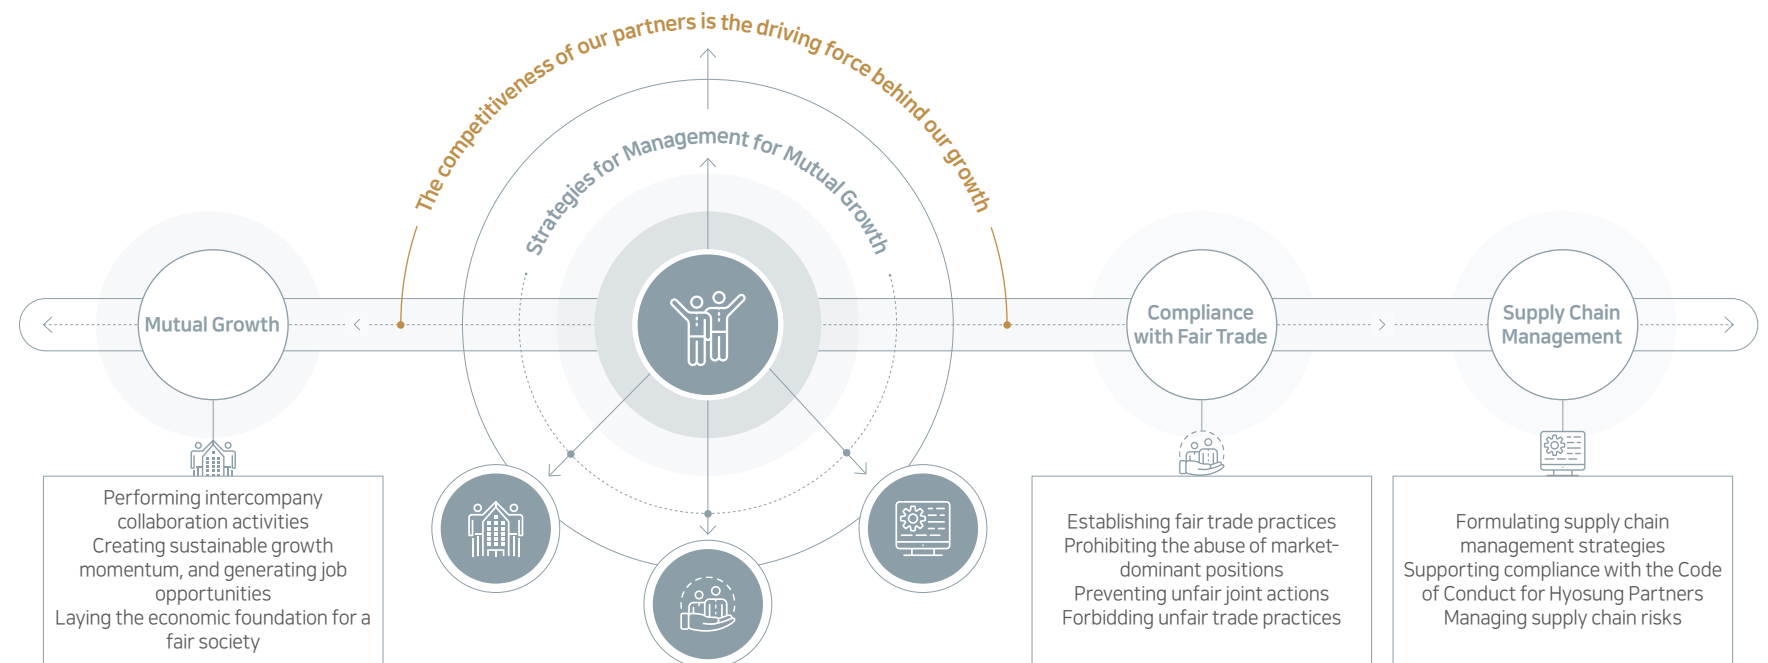 The competitiveness of our partners is the driving force behind our growth
Strategies for Management for Mutual Growth
Mutual Growth
Performing intercompany
collaboration activities
Creating sustainable growth
momentum, and generating job
opportunities
Laying the economic foundation for a
fair society
Compliance
with Fair Trade
Establishing fair trade practices
Prohibiting the abuse of market-
dominant positions
Preventing unfair joint actions
Forbidding unfair trade practices
Supply Chain
Management
Formulating supply chain
management strategies
Supporting compliance with the Code
of Conduct for Hyosung Partners
Managing supply chain risks